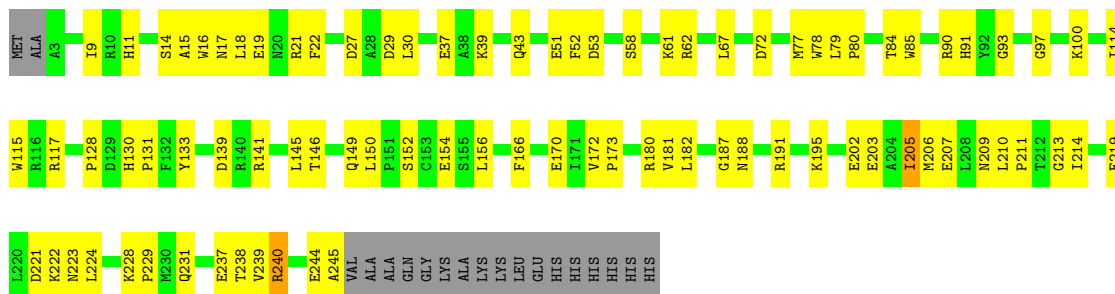 MET ALA A3 I9 R10 H11 S14 A15 W16 N17 L18 E19 N20 R21 F22 D27 A28 D29 L30 E37 A38 K39 Q43 E51 F52 D53 S58 K61 R62 L67 D72 M77 W78 L79 P80 T84 W85 R90 H91 Y92 G93 G97 K100
W115 R116 R117 P128 D129 H130 P131 F132 Y133 D139 R140 R141 L145 T146 Q149 L150 P151 S152 C153 E154 S155 L156 F166 E170 I171 V172 P173 R180 V181 L182 G187 N188 R191 K195 E202 E203 A204 I205 M206 E207 L208 N209 L210 P211 T212 G213 I214
L220 D221 K222 N223 L224 K228 P229 M230 Q231 E237 T238 V239 R240 E244 A245 VAL ALA ALA GLN GLY LYS ALA LYS LYS LEU GLU HIS HIS HIS HIS HIS HIS